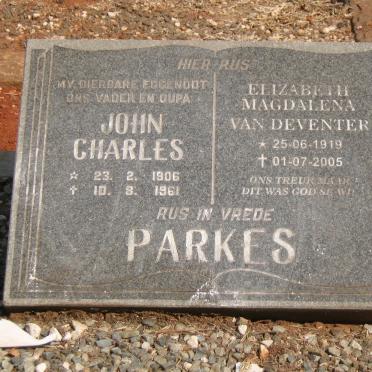 HIER RUS
MY DIERBARE EGGENOOT
ONS VADER EN OUPA
JOHN
CHARLES
☆ 23. 2. 1906
✝ 10. 9. 1961
ELIZABETH
MAGDALENA
VAN DEVENTER
★ 25-06-1919
✝ 01-07-2005
ONS TREUR MAAR
DIT WAS GOD SE WIL
RUS IN VREDE
PARKES